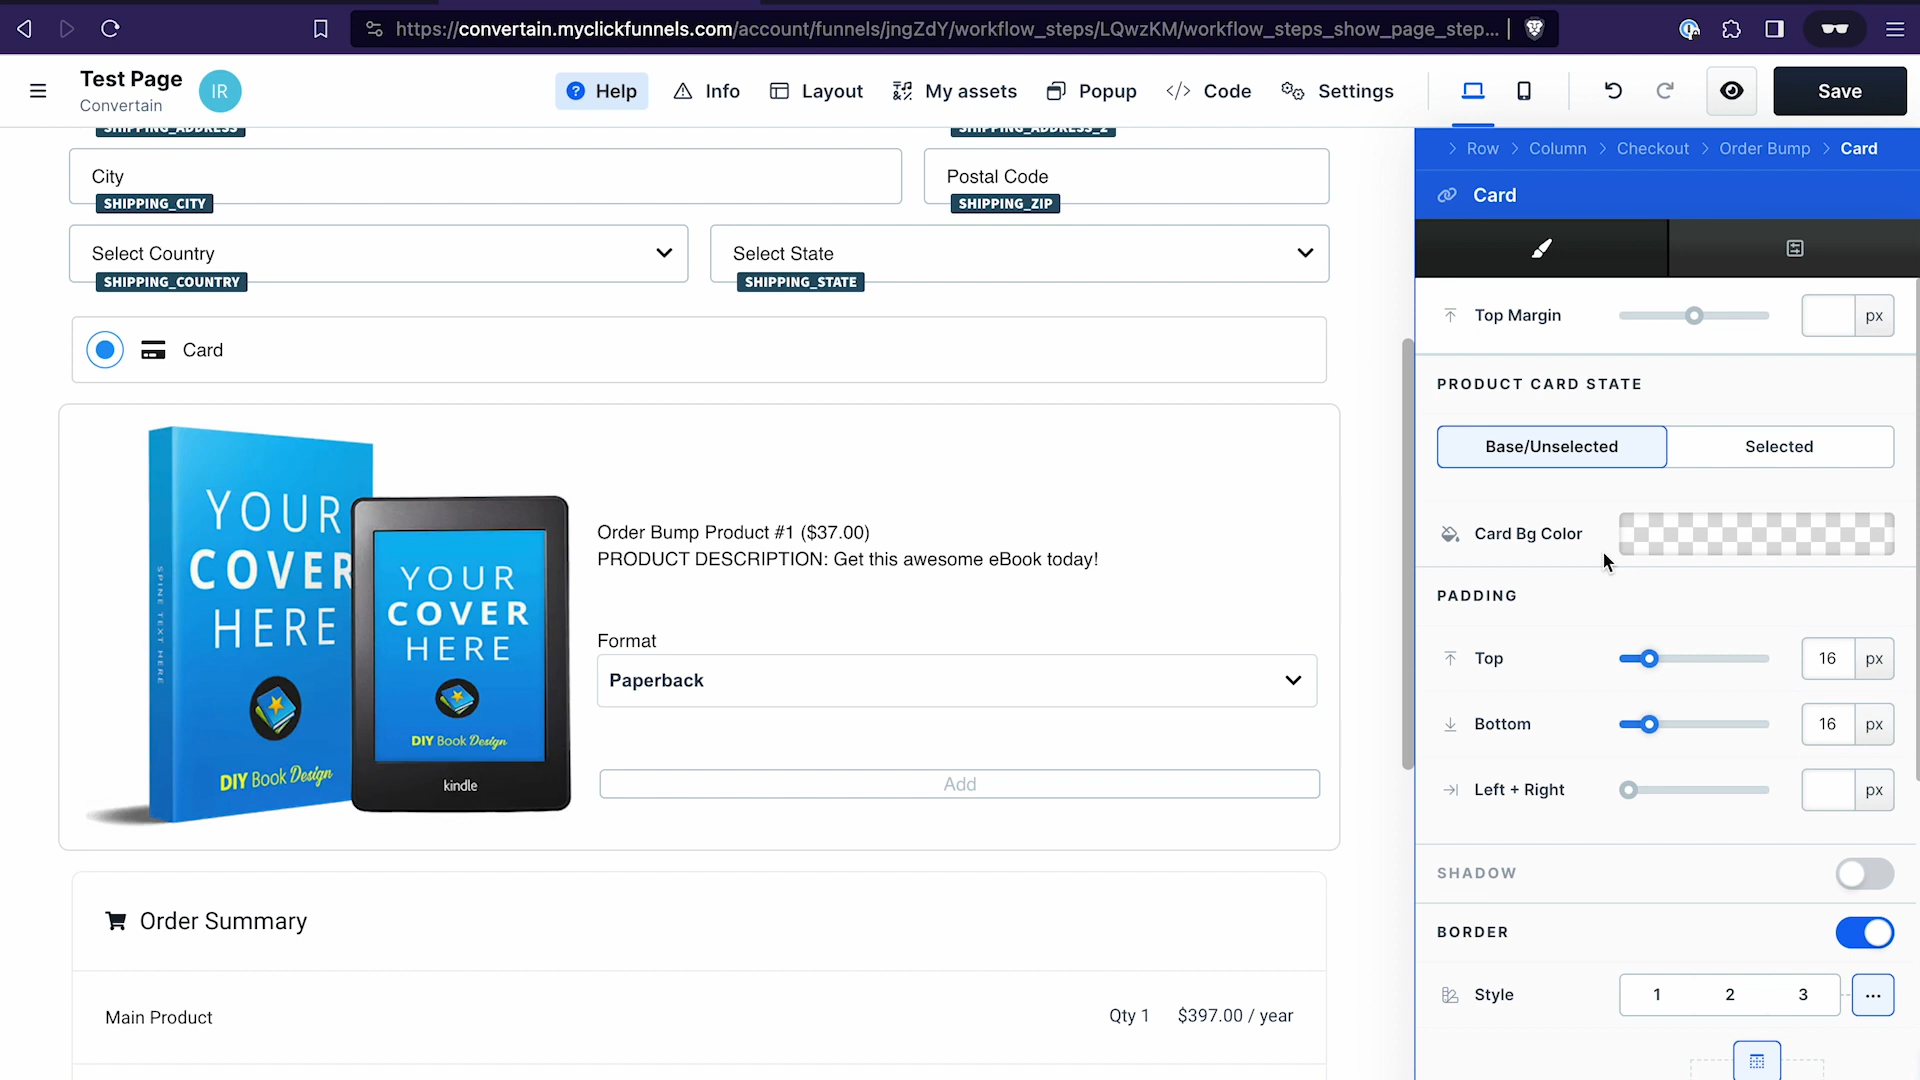 https://convertain.myclickfunnels.com/account/funnels/jngZdY/workflow_steps/LQwzKM/workflow_steps_show_page_step...
Test Page
Convertain
IR
Help
Info
Layout
My assets
Popup
Code
Settings
Save
SHIPPING_ADDRESS
SHIPPING_ADDRESS_2
City
SHIPPING_CITY
Postal Code
SHIPPING_ZIP
Select Country
SHIPPING_COUNTRY
Select State
SHIPPING_STATE
Card
YOUR
COVER
HERE
SPINE TEXT HERE
DIY Book Design
YOUR
COVER
HERE
DIY Book Design
kindle
Order Bump Product #1 ($37.00)
PRODUCT DESCRIPTION: Get this awesome eBook today!
Format
Paperback
Add
Order Summary
Main Product
Qty 1 $397.00 / year
Row > Column > Checkout > Order Bump > Card
Card
Top Margin
px
PRODUCT CARD STATE
Base/Unselected
Selected
Card Bg Color
PADDING
Top
16 px
Bottom
16 px
Left + Right
px
SHADOW
BORDER
Style
1 2 3 ...